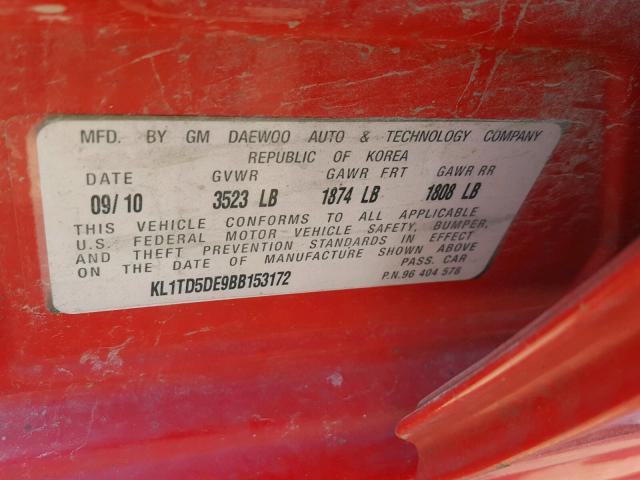 MFD. BY GM DAEWOO AUTO & TECHNOLOGY COMPANY
REPUBLIC OF KOREA
DATE GVWR GAWR FRT GAWR RR
09/10 3523 LB 1874 LB 1808 LB
THIS VEHICLE CONFORMS TO ALL APPLICABLE
U.S. FEDERAL MOTOR VEHICLE SAFETY, BUMPER,
AND THEFT PREVENTION STANDARDS IN EFFECT
ON THE DATE OF MANUFACTURE SHOWN ABOVE
PASS. CAR
KL1TD5DE9BB153172
P.N.96 404 578